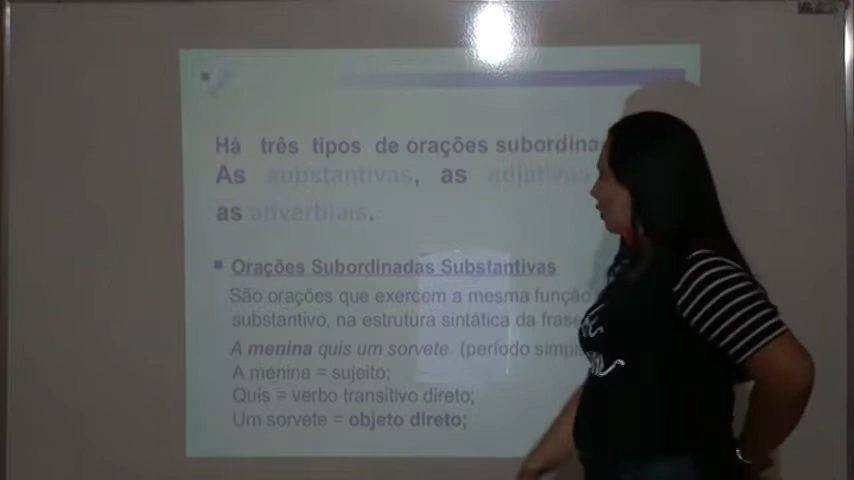 Há três tipos de orações subordina
As substantivas, as adjetivas
as adverbiais.
Orações Subordinadas Substantivas
São orações que exercem a mesma função
substantivo, na estrutura sintática da frase
A menina quis um sorvete. (período simpl
A menina = sujeito;
Quis = verbo transitivo direto;
Um sorvete = objeto direto;